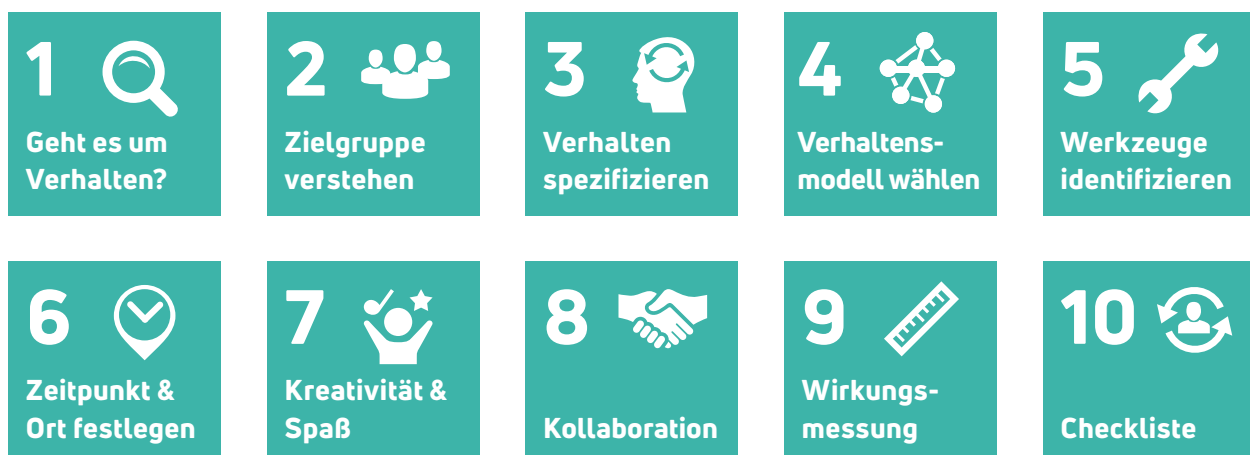 1
Geht es um
Verhalten?
2
Zielgruppe
verstehen
3
Verhalten
spezifizieren
4
Verhaltens-
modell wählen
5
Werkzeuge
identifizieren
6
Zeitpunkt &
Ort festlegen
7
Kreativität &
Spaß
8
Kollaboration
9
Wirkungs-
messung
10
Checkliste